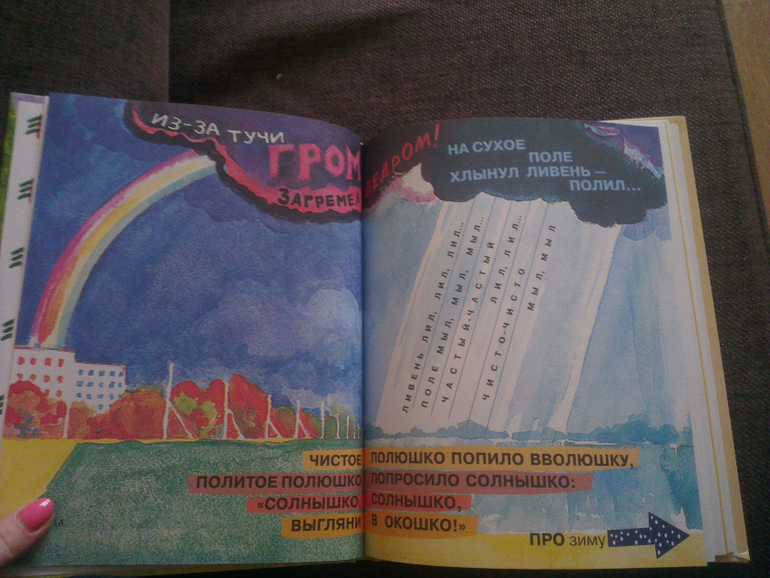 ИЗ-ЗА ТУЧИ
ГРОМ
ЗАГРЕМЕЛ
ВЕДРОМ!
НА СУХОЕ
ПОЛЕ
ХЛЫНУЛ ЛИВЕНЬ –
ПОЛИЛ...
ЛИВЕНЬ ЛИЛ, ЛИЛ, ЛИЛ...
ПОЛЕ МЫЛ, МЫЛ, МЫЛ...
ЧАСТЫЙ-ЧАСТЫЙ
ЛИЛ, ЛИЛ...
ЧИСТО-ЧИСТО
МЫЛ, МЫЛ
ЧИСТОЕ ПОЛЮШКО ПОПИЛО ВВОЛЮШКУ,
ПОЛИТОЕ ПОЛЮШКО ПОПРОСИЛО СОЛНЫШКО:
«СОЛНЫШКО, СОЛНЫШКО,
ВЫГЛЯНИ В ОКОШКО!»
14
ПРО зиму